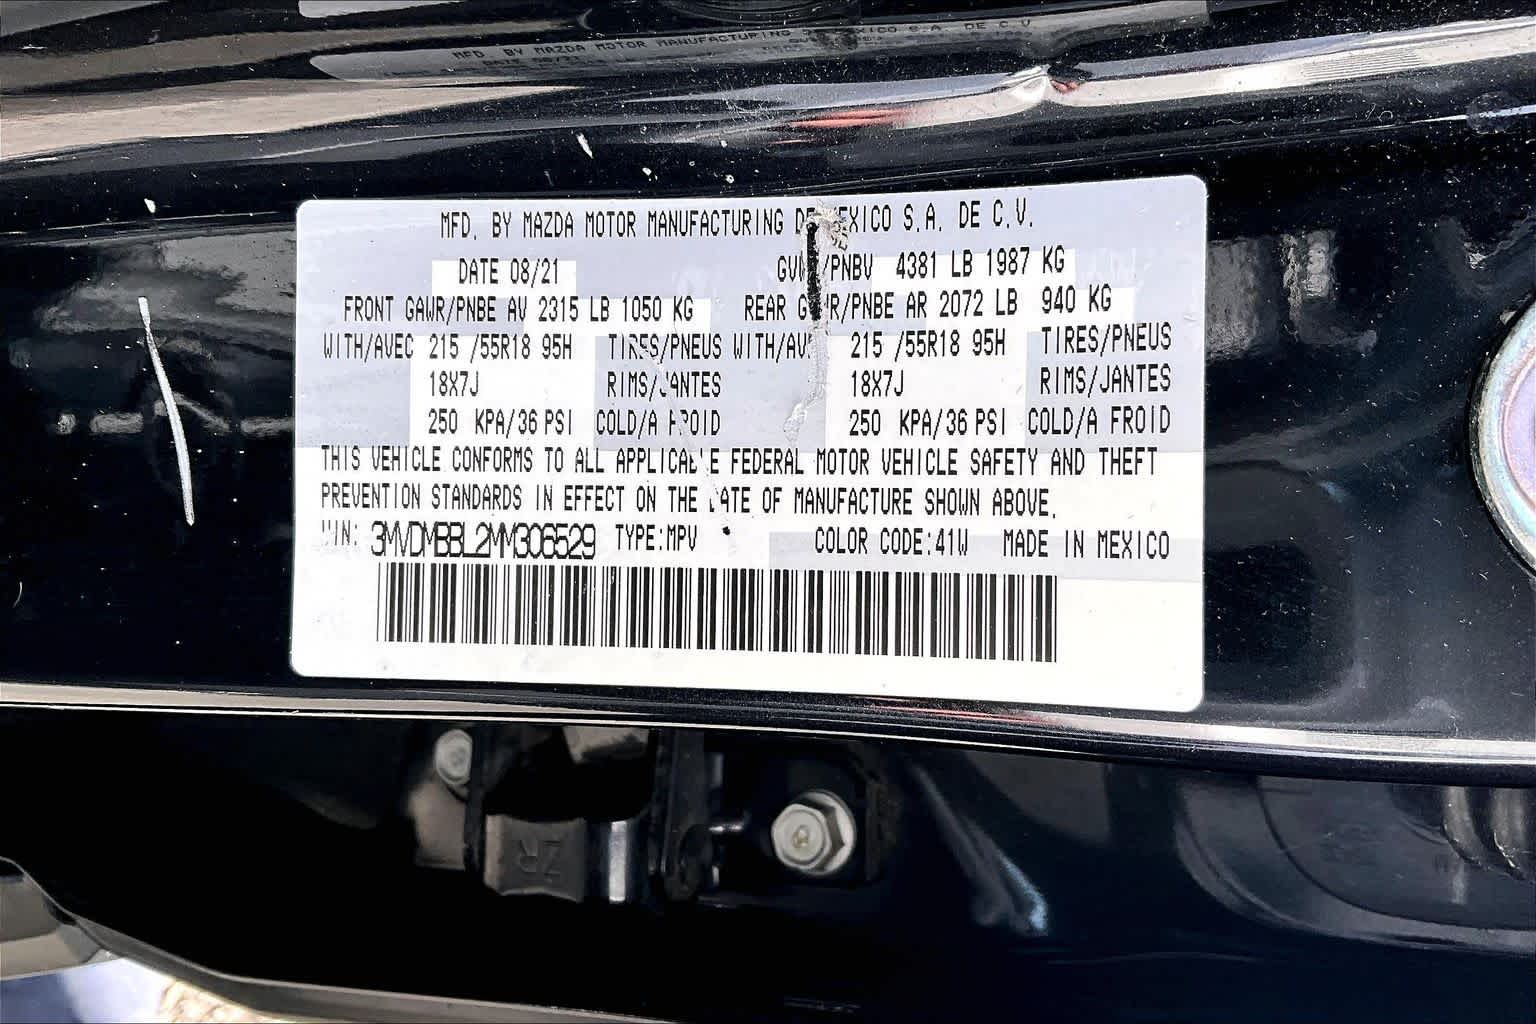 MFD. BY MAZDA MOTOR MANUFACTURING DE MEXICO S.A. DE C.V.
DATE 08/21 GVWR/PNBV 4381 LB 1987 KG
FRONT GAWR/PNBE AV 2315 LB 1050 KG REAR GAWR/PNBE AR 2072 LB 940 KG
WITH/AVEC 215 /55R18 95H TIRES/PNEUS WITH/AVEC 215 /55R18 95H TIRES/PNEUS
18X7J RIMS/JANTES 18X7J RIMS/JANTES
250 KPA/36 PSI COLD/A FROID 250 KPA/36 PSI COLD/A FROID
THIS VEHICLE CONFORMS TO ALL APPLICABLE FEDERAL MOTOR VEHICLE SAFETY AND THEFT
PREVENTION STANDARDS IN EFFECT ON THE DATE OF MANUFACTURE SHOWN ABOVE.
VIN: 3MVDMBBL2MM306529 TYPE:MPV COLOR CODE:41W MADE IN MEXICO
ZR